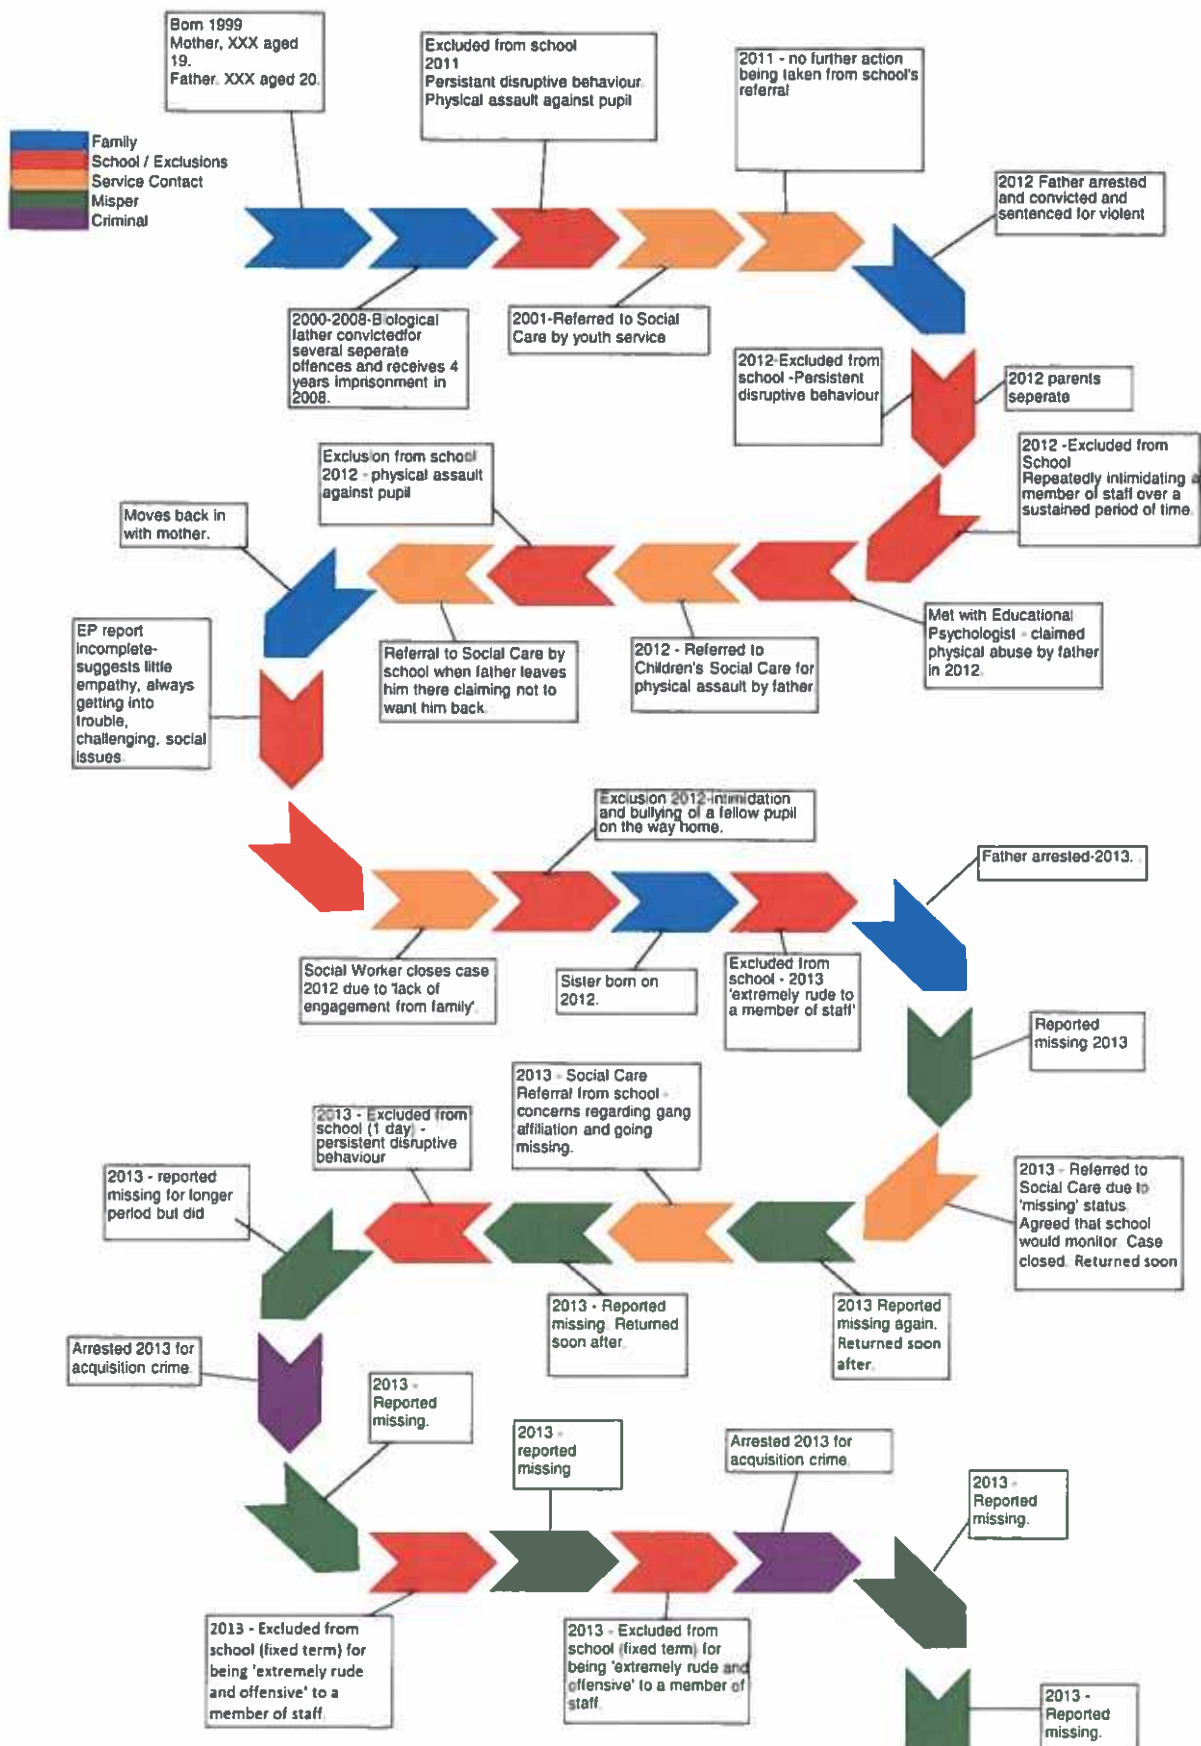 Born 1999
Mother, XXX aged
19.
Father. XXX aged 20.
Excluded from school
2011
Persistant disruptive behaviour.
Physical assault against pupil
2011 - no further action
being taken from school's
referral
Family
School / Exclusions
Service Contact
Misper
Criminal
2012 Father arrested
and convicted and
sentenced for violent
2000-2008-Biological
father convictedfor
several seperate
offences and receives 4
years imprisonment in
2008.
2001-Referred to Social
Care by youth service
2012-Excluded from
school -Persistent
disruptive behaviour
2012 parents
seperate
2012 -Excluded from
School
Repeatedly intimidating a
member of staff over a
sustained period of time.
Exclusion from school
2012 - physical assault
against pupil
Moves back in
with mother.
EP report
incomplete-
suggests little
empathy, always
getting into
trouble,
challenging, social
issues.
Referral to Social Care by
school when father leaves
him there claiming not to
want him back.
2012 - Referred to
Children's Social Care for
physical assault by father
Met with Educational
Psychologist - claimed
physical abuse by father
in 2012.
Exclusion 2012-intimidation
and bullying of a fellow pupil
on the way home.
Father arrested-2013.
Social Worker closes case
2012 due to 'lack of
engagement from family'.
Sister born on
2012.
Excluded from
school - 2013
'extremely rude to
a member of staff'
Reported
missing 2013
2013 - Social Care
Referral from school -
concerns regarding gang
affiliation and going
missing.
2013 - Excluded from
school (1 day) -
persistent disruptive
behaviour
2013 - reported
missing for longer
period but did
2013 - Referred to
Social Care due to
'missing' status.
Agreed that school
would monitor. Case
closed. Returned soon
2013 - Reported
missing. Returned
soon after.
2013 Reported
missing again.
Returned soon
after.
Arrested 2013 for
acquisition crime.
2013 -
Reported
missing.
2013 -
reported
missing
Arrested 2013 for
acquisition crime.
2013 -
Reported
missing.
2013 - Excluded from
school (fixed term) for
being 'extremely rude
and offensive' to a
member of staff.
2013 - Excluded from
school (fixed term) for
being 'extremely rude and
offensive' to a member of
staff.
2013 -
Reported
missing.